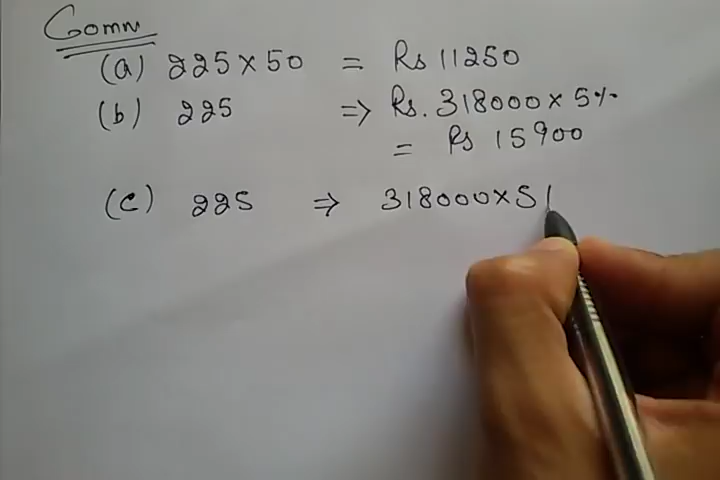 Comm
(a) 225 × 50 = Rs 11250
(b) 225 => Rs. 318000 × 5%
= Rs 15900
(c) 225 => 318000 × 5